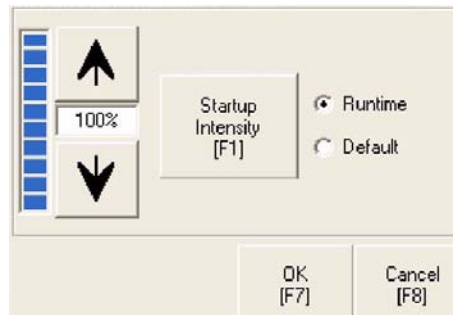 100%
Startup
Intensity
[F1]
Runtime
Default
OK
[F7]
Cancel
[F8]